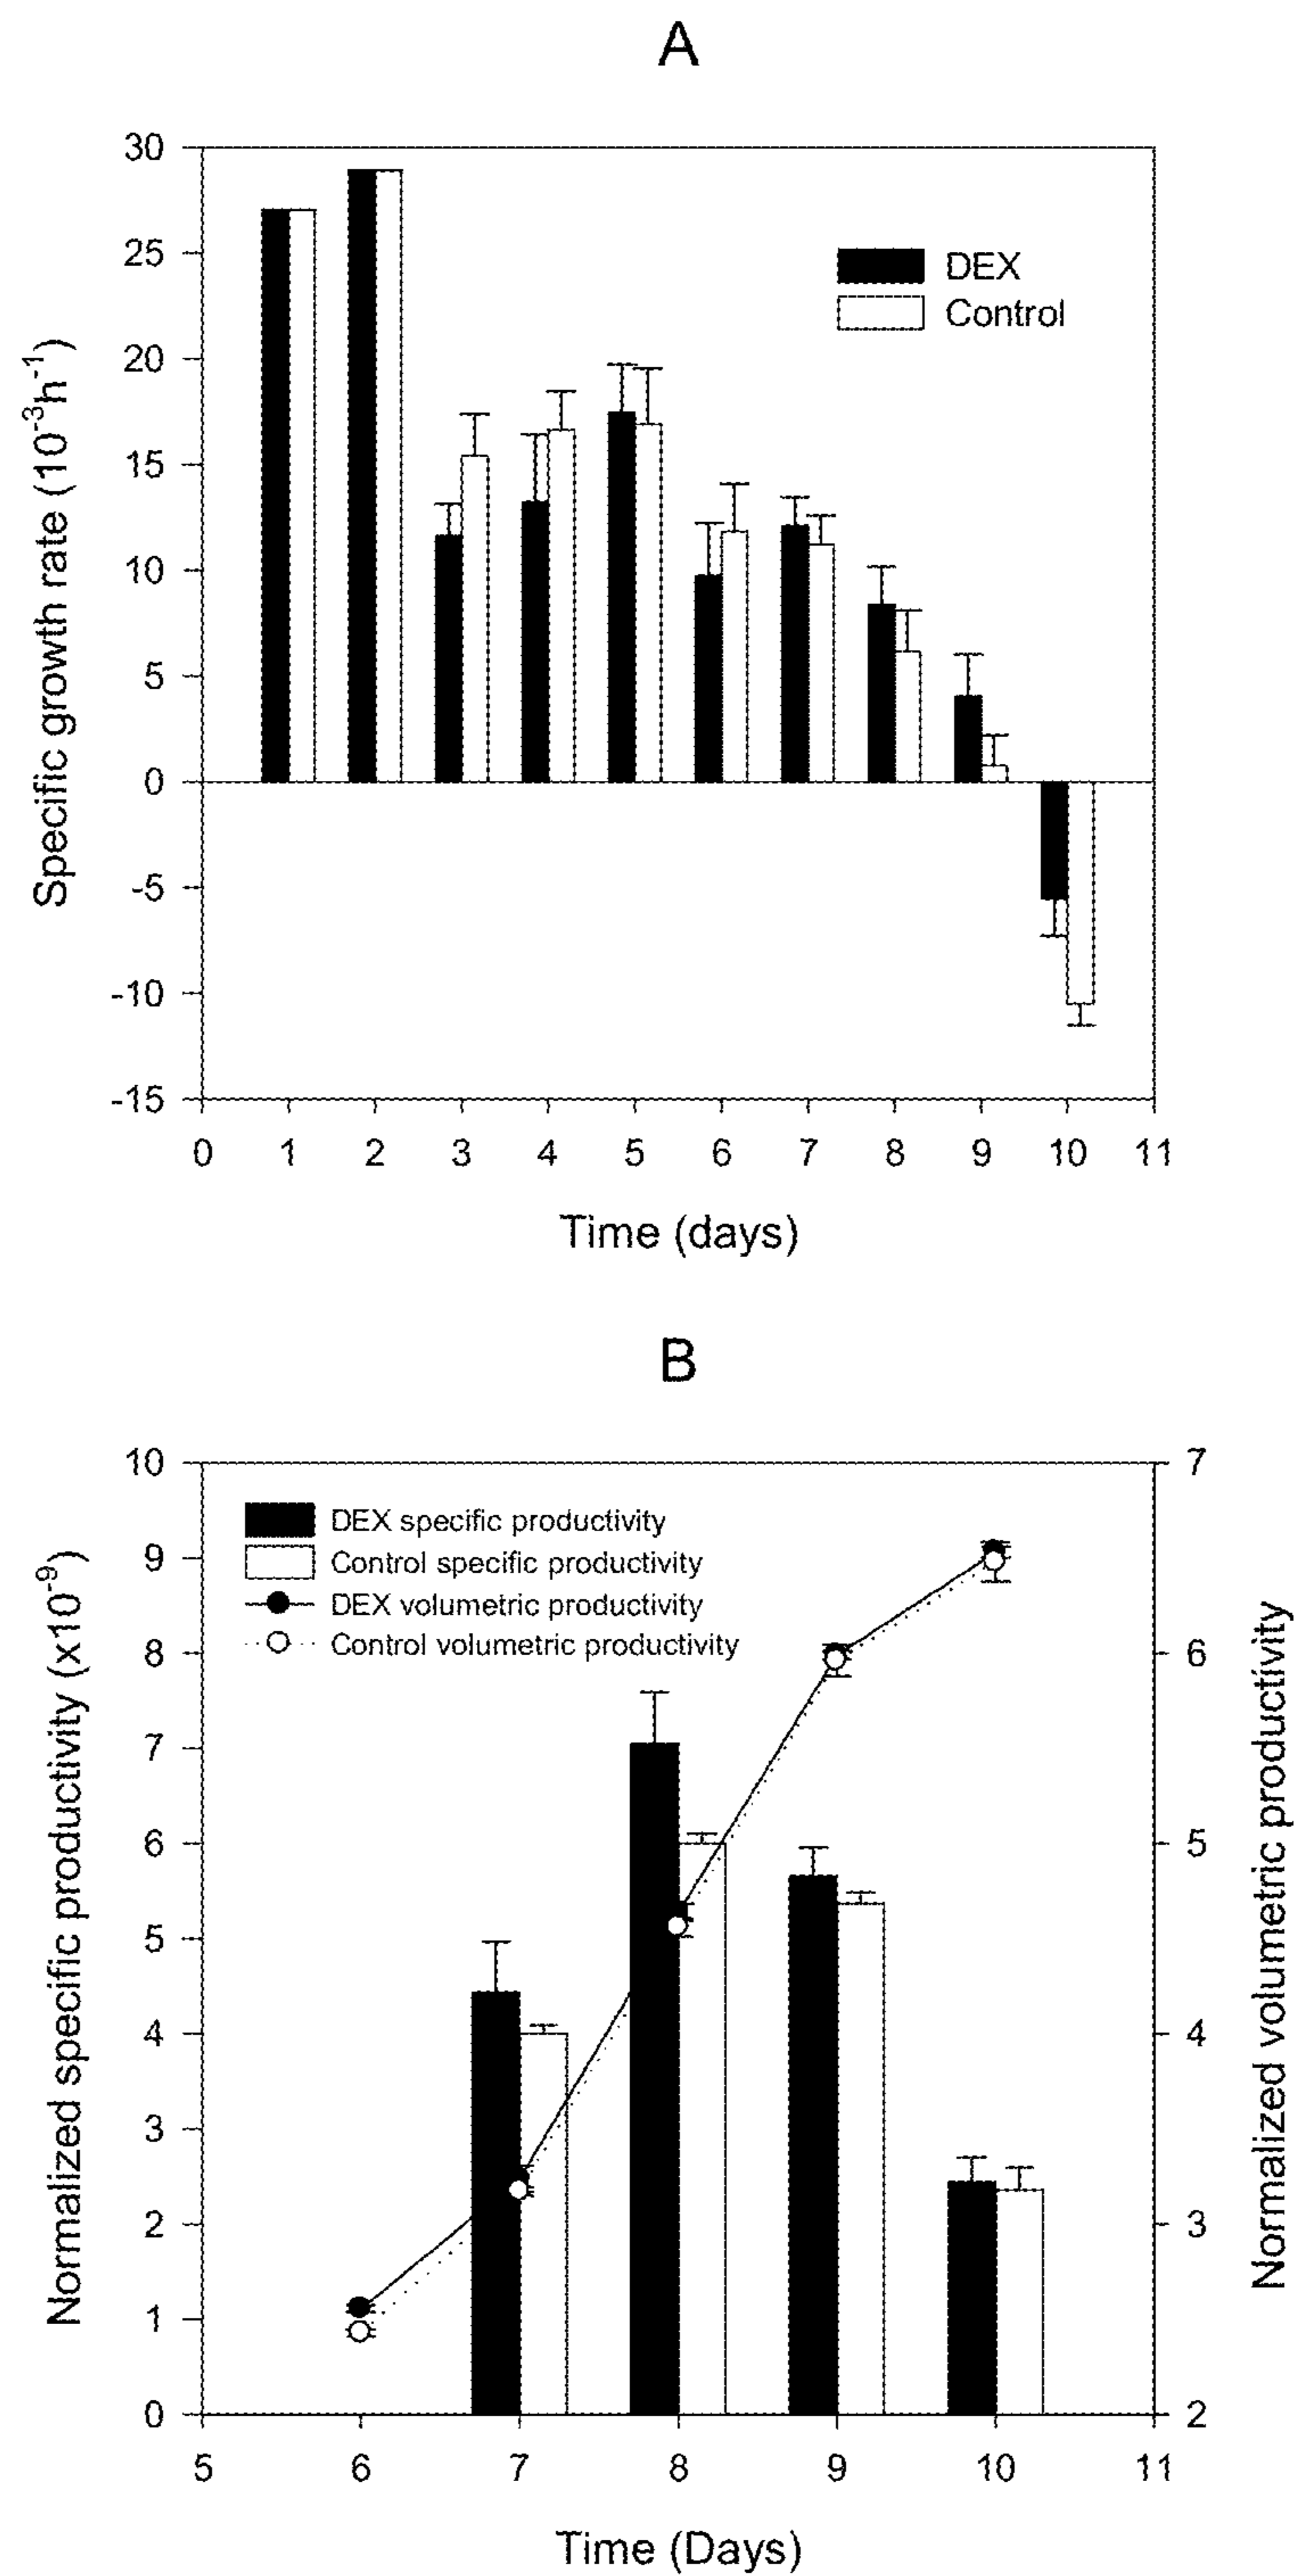 A
30
25
20
15
10
5
0
-5
-10
-15
Specific growth rate (10⁻³h⁻¹)
DEX
Control
0 1 2 3 4 5 6 7 8 9 10 11
Time (days)
B
10
9
8
7
6
5
4
3
2
1
0
Normalized specific productivity (x10⁻⁹)
DEX specific productivity
Control specific productivity
DEX volumetric productivity
Control volumetric productivity
7
6
5
4
3
2
Normalized volumetric productivity
5 6 7 8 9 10 11
Time (Days)